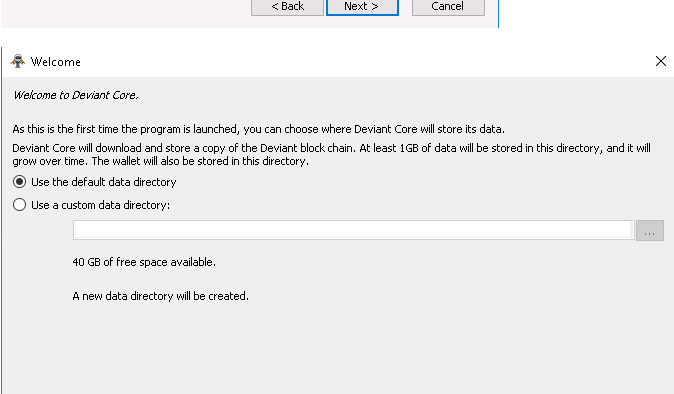 < Back Next > Cancel
Welcome
Welcome to Deviant Core.
As this is the first time the program is launched, you can choose where Deviant Core will store its data.
Deviant Core will download and store a copy of the Deviant block chain. At least 1GB of data will be stored in this directory, and it will
grow over time. The wallet will also be stored in this directory.
Use the default data directory
Use a custom data directory:
...
40 GB of free space available.
A new data directory will be created.